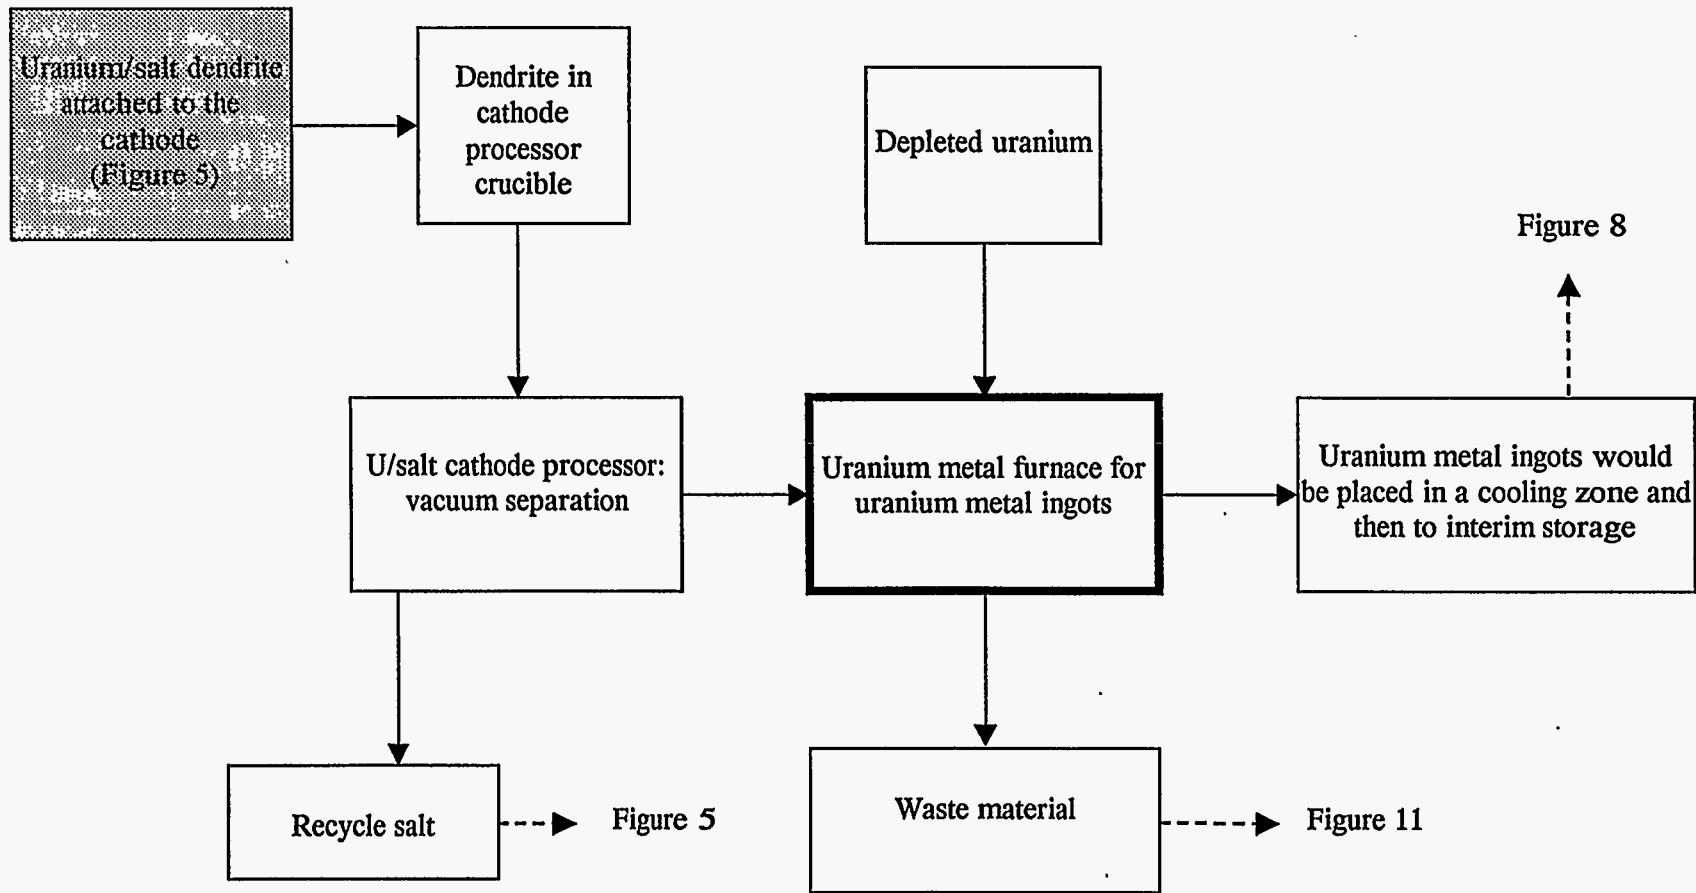 Uranium/salt dendrite
attached to the
cathode
(Figure 5)
Dendrite in
cathode
processor
crucible
Depleted uranium
Figure 8
U/salt cathode processor:
vacuum separation
Uranium metal furnace for
uranium metal ingots
Uranium metal ingots would
be placed in a cooling zone and
then to interim storage
Recycle salt
Figure 5
Waste material
Figure 11